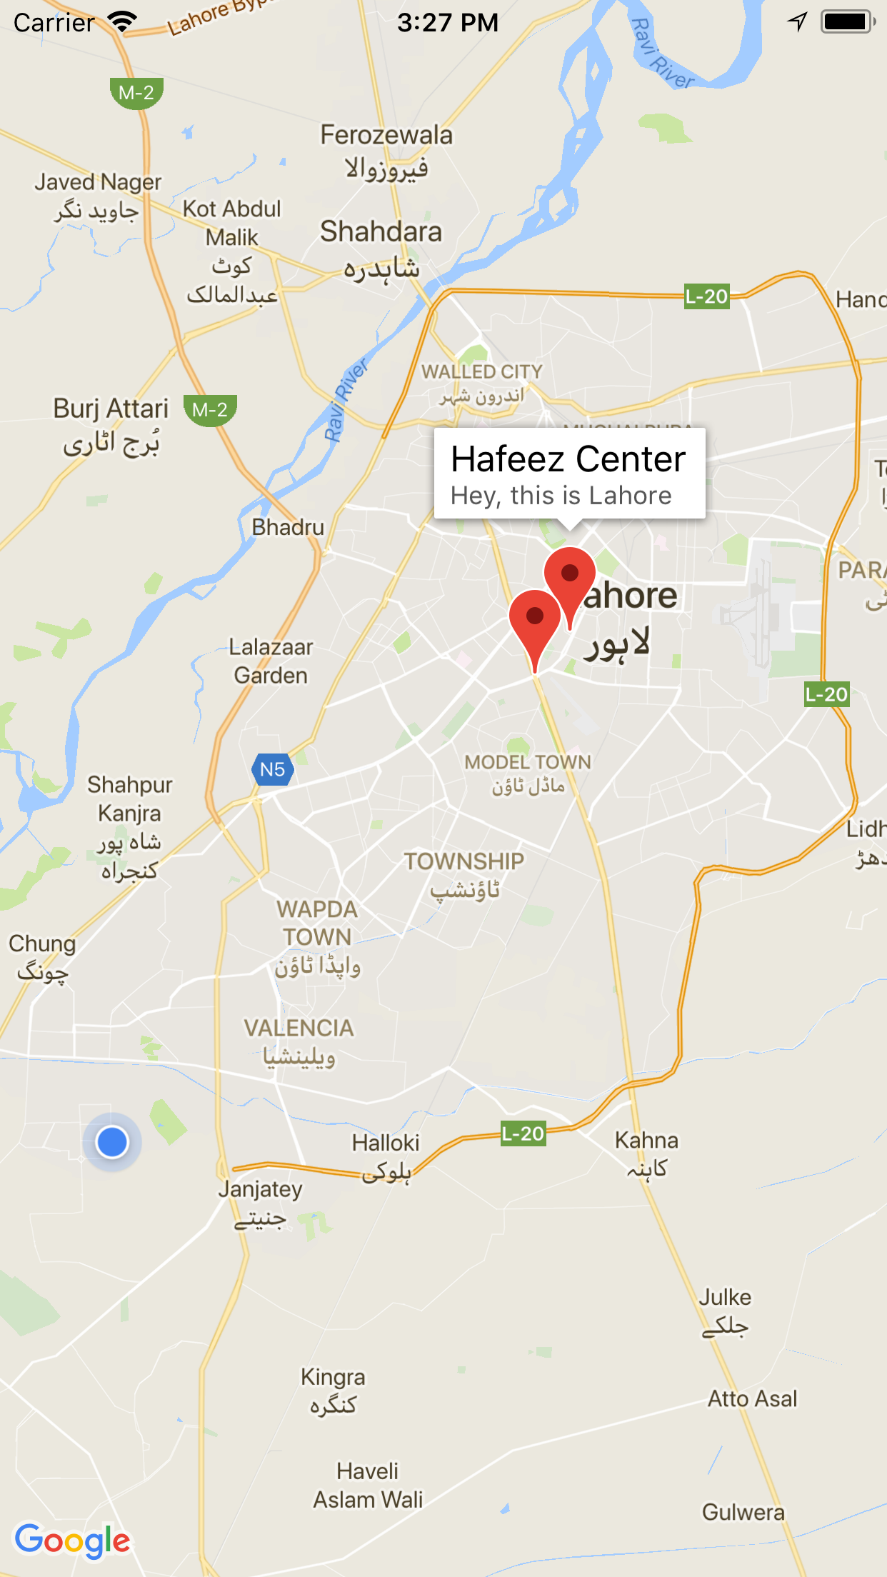 Carrier
3:27 PM
Lahore Byp
Ravi River
M-2
Ferozewala
فیروزوالا
Javed Nager
جاوید نگر
Kot Abdul
Malik
کوٹ
عبدالمالک
Shahdara
شاہدرہ
L-20
Hand
WALLED CITY
اندرون شہر
Ravi River
Burj Attari
بُرج اٹاری
M-2
Hafeez Center
Hey, this is Lahore
Bhadru
PARA
ahore
لاہور
Lalazaar
Garden
L-20
N5
MODEL TOWN
ماڈل ٹاؤن
Shahpur
Kanjra
شاہ پور
کنجراہ
Lidh
دھڑ
TOWNSHIP
ٹاؤنشپ
WAPDA
TOWN
واپڈا ٹاؤن
Chung
چونگ
VALENCIA
ویلینشیا
L-20
Halloki
ہلوکی
Kahna
کاہنہ
Janjatey
جنیتے
Julke
جلکے
Kingra
کنگرہ
Atto Asal
Haveli
Aslam Wali
Gulwera
Google